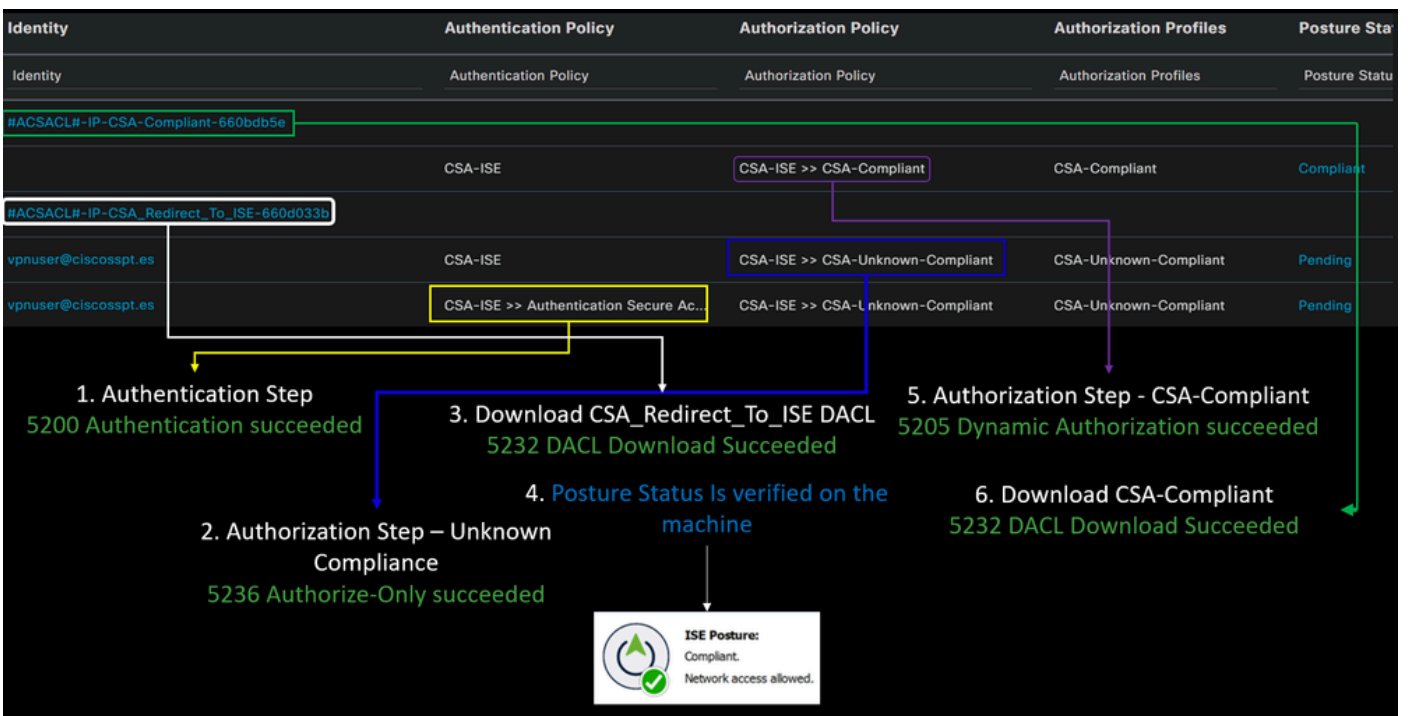 Identity Authentication Policy Authorization Policy Authorization Profiles Posture Sta
Identity Authentication Policy Authorization Policy Authorization Profiles Posture Statu
#ACSACL#-IP-CSA-Compliant-660bdb5e
CSA-ISE CSA-ISE >> CSA-Compliant CSA-Compliant Compliant
#ACSACL#-IP-CSA_Redirect_To_ISE-660d033b
vpnuser@ciscosspt.es CSA-ISE CSA-ISE >> CSA-Unknown-Compliant CSA-Unknown-Compliant Pending
vpnuser@ciscosspt.es CSA-ISE >> Authentication Secure Ac... CSA-ISE >> CSA-Unknown-Compliant CSA-Unknown-Compliant Pending
1. Authentication Step
5200 Authentication succeeded
2. Authorization Step – Unknown
Compliance
5236 Authorize-Only succeeded
3. Download CSA_Redirect_To_ISE DACL
5232 DACL Download Succeeded
4. Posture Status Is verified on the
machine
ISE Posture:
Compliant.
Network access allowed.
5. Authorization Step - CSA-Compliant
5205 Dynamic Authorization succeeded
6. Download CSA-Compliant
5232 DACL Download Succeeded